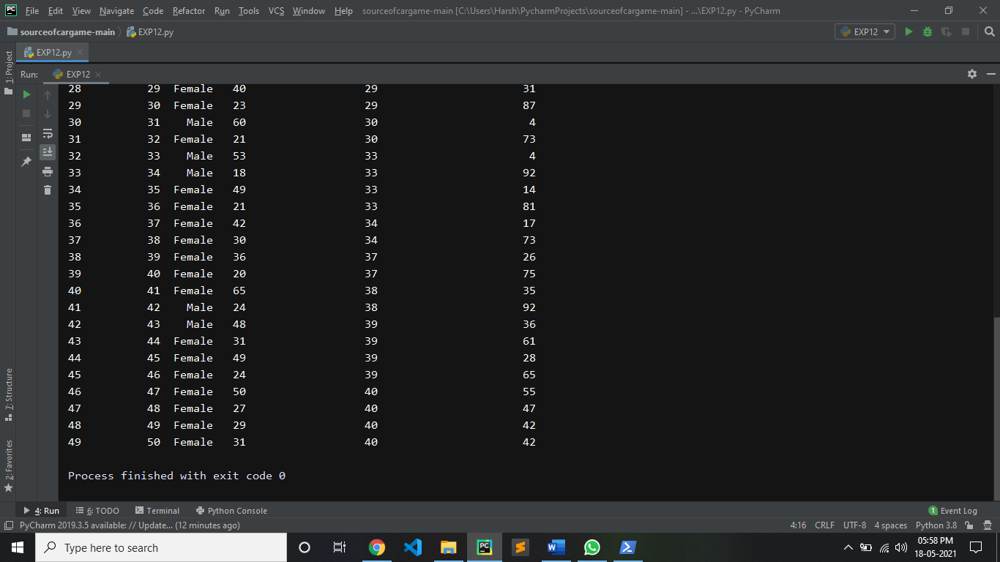 File Edit View Navigate Code Refactor Run Tools VCS Window Help sourceofcargame-main [C:\Users\Harsh\PycharmProjects\sourceofcargame-main] - ...\EXP12.py - PyCharm
sourceofcargame-main EXP12.py EXP12
EXP12.py
1: Project
Run: EXP12
28 29 Female 40 29 31
29 30 Female 23 29 87
30 31 Male 60 30 4
31 32 Female 21 30 73
32 33 Male 53 33 4
33 34 Male 18 33 92
34 35 Female 49 33 14
35 36 Female 21 33 81
36 37 Female 42 34 17
37 38 Female 30 34 73
38 39 Female 36 37 26
39 40 Female 20 37 75
40 41 Female 65 38 35
41 42 Male 24 38 92
42 43 Male 48 39 36
43 44 Female 31 39 61
44 45 Female 49 39 28
45 46 Female 24 39 65
46 47 Female 50 40 55
47 48 Female 27 40 47
48 49 Female 29 40 42
49 50 Female 31 40 42
Process finished with exit code 0
7: Structure
2: Favorites
4: Run 6: TODO Terminal Python Console 1 Event Log
PyCharm 2019.3.5 available: // Update... (12 minutes ago) 4:16 CRLF UTF-8 4 spaces Python 3.8
Type here to search
05:58 PM
18-05-2021